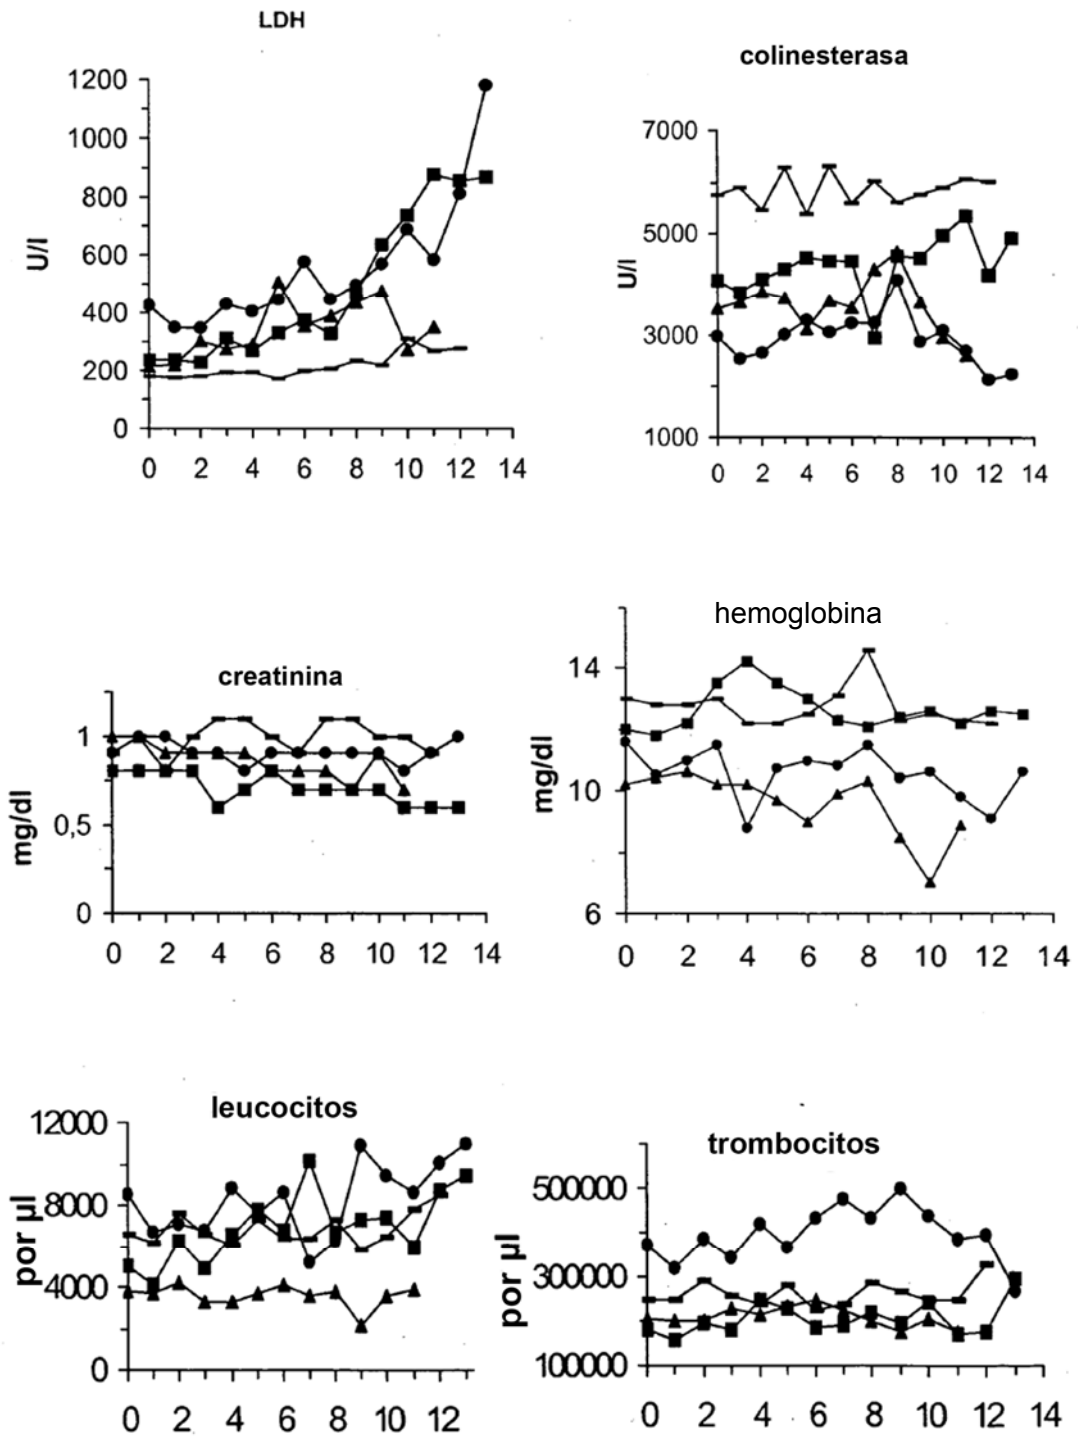 LDH
1200
1000
800
600
400
200
0
U/l
0 2 4 6 8 10 12 14
colinesterasa
7000
5000
3000
1000
U/l
0 2 4 6 8 10 12 14
creatinina
1
0,5
0
mg/dl
0 2 4 6 8 10 12 14
hemoglobina
14
10
6
mg/dl
0 2 4 6 8 10 12 14
leucocitos
12000
8000
4000
0
por µl
0 2 4 6 8 10 12
trombocitos
500000
300000
100000
por µl
0 2 4 6 8 10 12 14